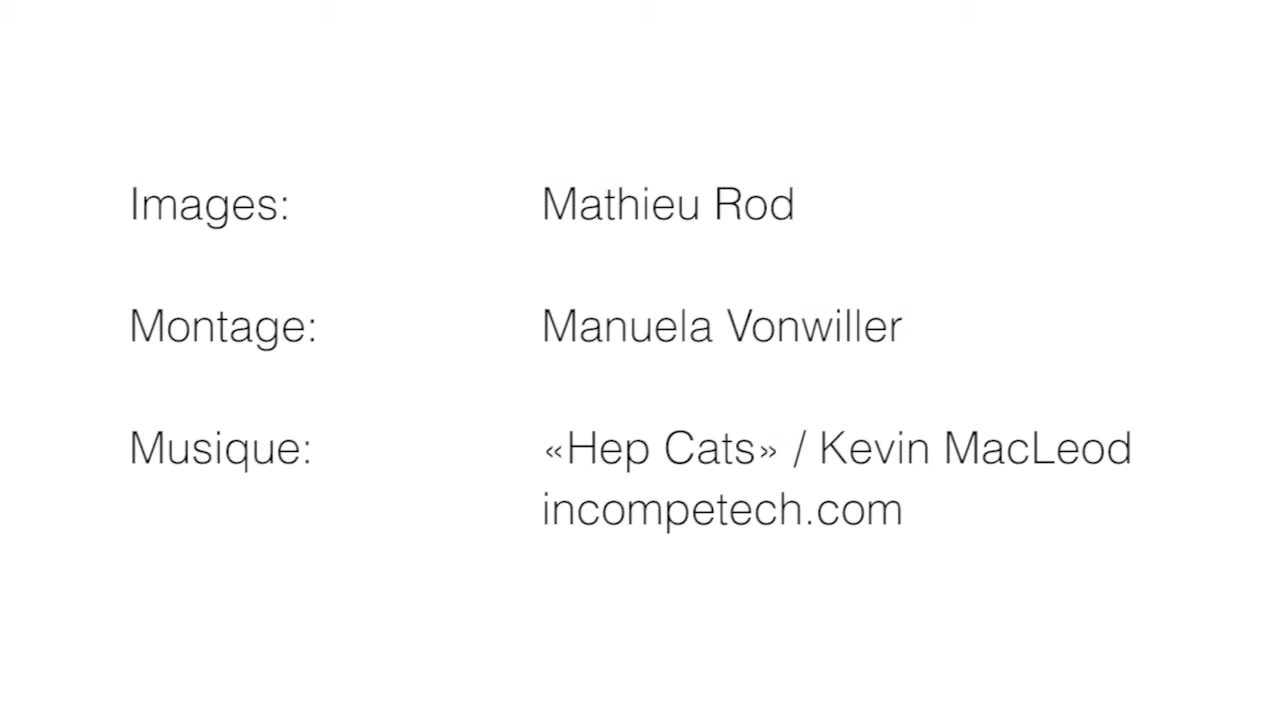 Images: Mathieu Rod
Montage: Manuela Vonwiller
Musique: «Hep Cats» / Kevin MacLeod
incompetech.com